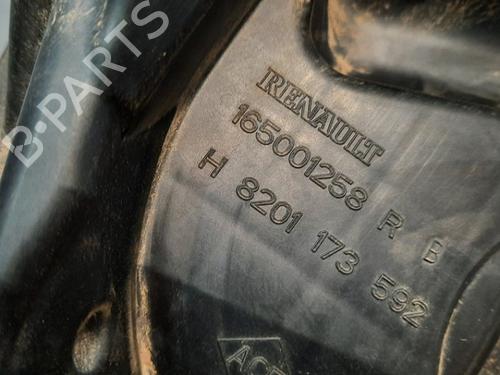 B-PARTS
RENAULT
165001258 R B
H 8201 173 592